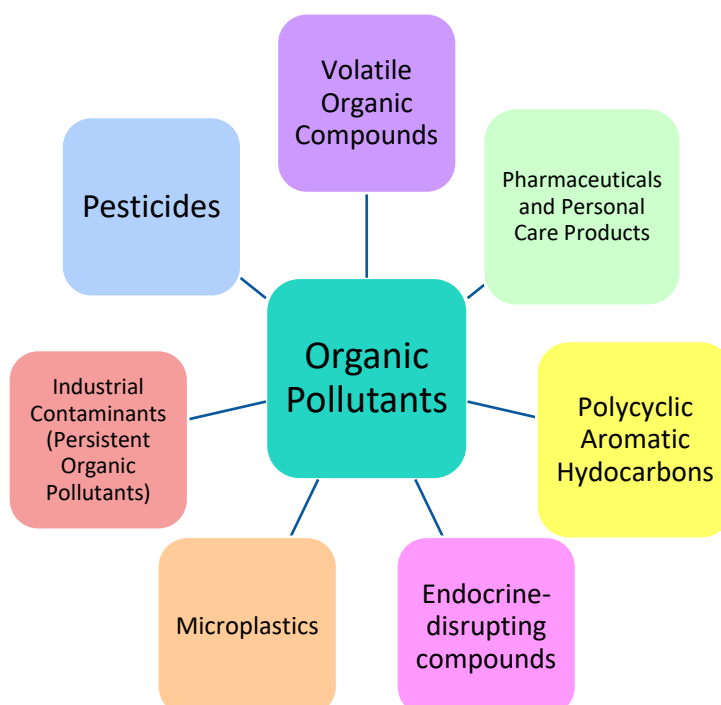 Volatile
Organic
Compounds
Pesticides
Pharmaceuticals
and Personal
Care Products
Organic
Pollutants
Industrial
Contaminants
(Persistent
Organic
Pollutants)
Polycyclic
Aromatic
Hydocarbons
Microplastics
Endocrine-
disrupting
compounds